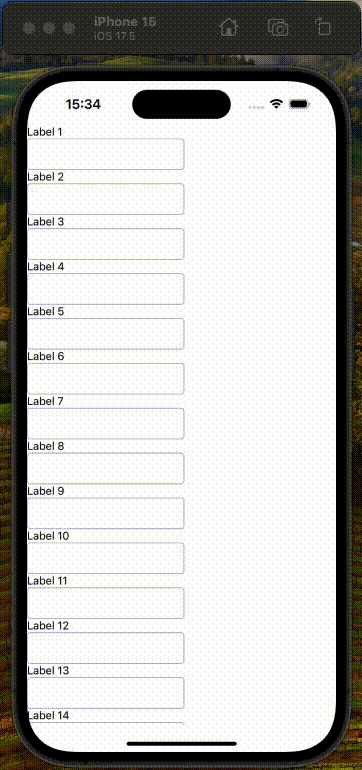 iPhone 15
iOS 17.5
15:34
Label 1
Label 2
Label 3
Label 4
Label 5
Label 6
Label 7
Label 8
Label 9
Label 10
Label 11
Label 12
Label 13
Label 14